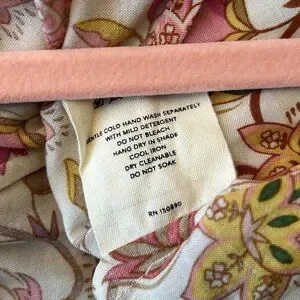 GENTLE COLD HAND WASH SEPARATELY
WITH MILD DETERGENT
DO NOT BLEACH
HANG DRY IN SHADE
COOL IRON
DRY CLEANABLE
DO NOT SOAK
RN 150890